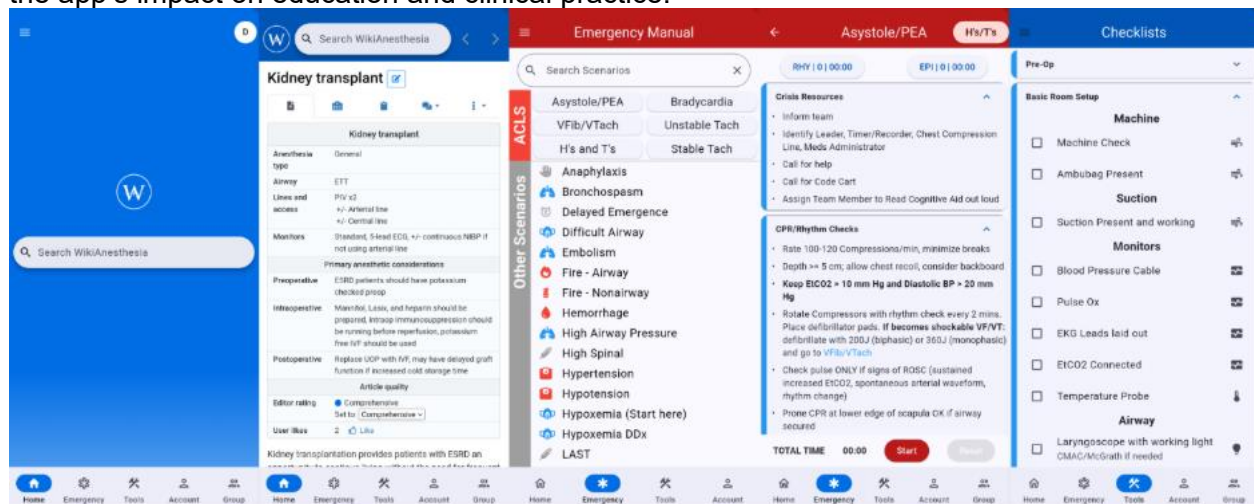 the app's impact on education and clinical practice.
D
W
Search WikiAnesthesia
Home Emergency Tools Account Group
W
Search WikiAnesthesia
Kidney transplant
Kidney transplant
Anesthesia type
General
Airway
ETT
Lines and access
PIV x2
+/- Arterial line
+/- Central line
Monitors
Standard, 5-lead ECG, +/- continuous NIBP if
not using arterial line
Primary anesthetic considerations
Preoperative
ESRD patients should have potassium
checked preop
Intraoperative
Mannitol, Lasix, and heparin should be
prepared, intraop immunosuppression should
be running before reperfusion, potassium
free IVF should be used
Postoperative
Replace UOP with IVF, may have delayed graft
function if increased cold storage time
Article quality
Editor rating
Comprehensive
Set to: Comprehensive
User likes
2 Like
Kidney transplantation provides patients with ESRD an
Home Emergency Tools Account Group
Emergency Manual
Search Scenarios
ACLS
Asystole/PEA Bradycardia
VFib/VTach Unstable Tach
H's and T's Stable Tach
Other Scenarios
Anaphylaxis
Bronchospasm
Delayed Emergence
Difficult Airway
Embolism
Fire - Airway
Fire - Nonairway
Hemorrhage
High Airway Pressure
High Spinal
Hypertension
Hypotension
Hypoxemia (Start here)
Hypoxemia DDx
LAST
Home Emergency Tools Account
Asystole/PEA
H's/T's
RHY | 0 | 00:00 EPI | 0 | 00:00
Crisis Resources
Inform team
Identify Leader, Timer/Recorder, Chest Compression
Line, Meds Administrator
Call for help
Call for Code Cart
Assign Team Member to Read Cognitive Aid out loud
CPR/Rhythm Checks
Rate 100-120 Compressions/min, minimize breaks
Depth >= 5 cm; allow chest recoil, consider backboard
Keep EtCO2 > 10 mm Hg and Diastolic BP > 20 mm
Hg
Rotate Compressors with rhythm check every 2 mins.
Place defibrillator pads. If becomes shockable VF/VT:
defibrillate with 200J (biphasic) or 360J (monophasic)
and go to VFib/VTach
Check pulse ONLY if signs of ROSC (sustained
increased EtCO2, spontaneous arterial waveform,
rhythm change)
Prone CPR at lower edge of scapula OK if airway
secured
TOTAL TIME 00:00 Start Reset
Home Emergency Tools Account Group
Checklists
Pre-Op
Basic Room Setup
Machine
Machine Check
Ambubag Present
Suction
Suction Present and working
Monitors
Blood Pressure Cable
Pulse Ox
EKG Leads laid out
EtCO2 Connected
Temperature Probe
Airway
Laryngoscope with working light
CMAC/McGrath if needed
Home Emergency Tools Account Group